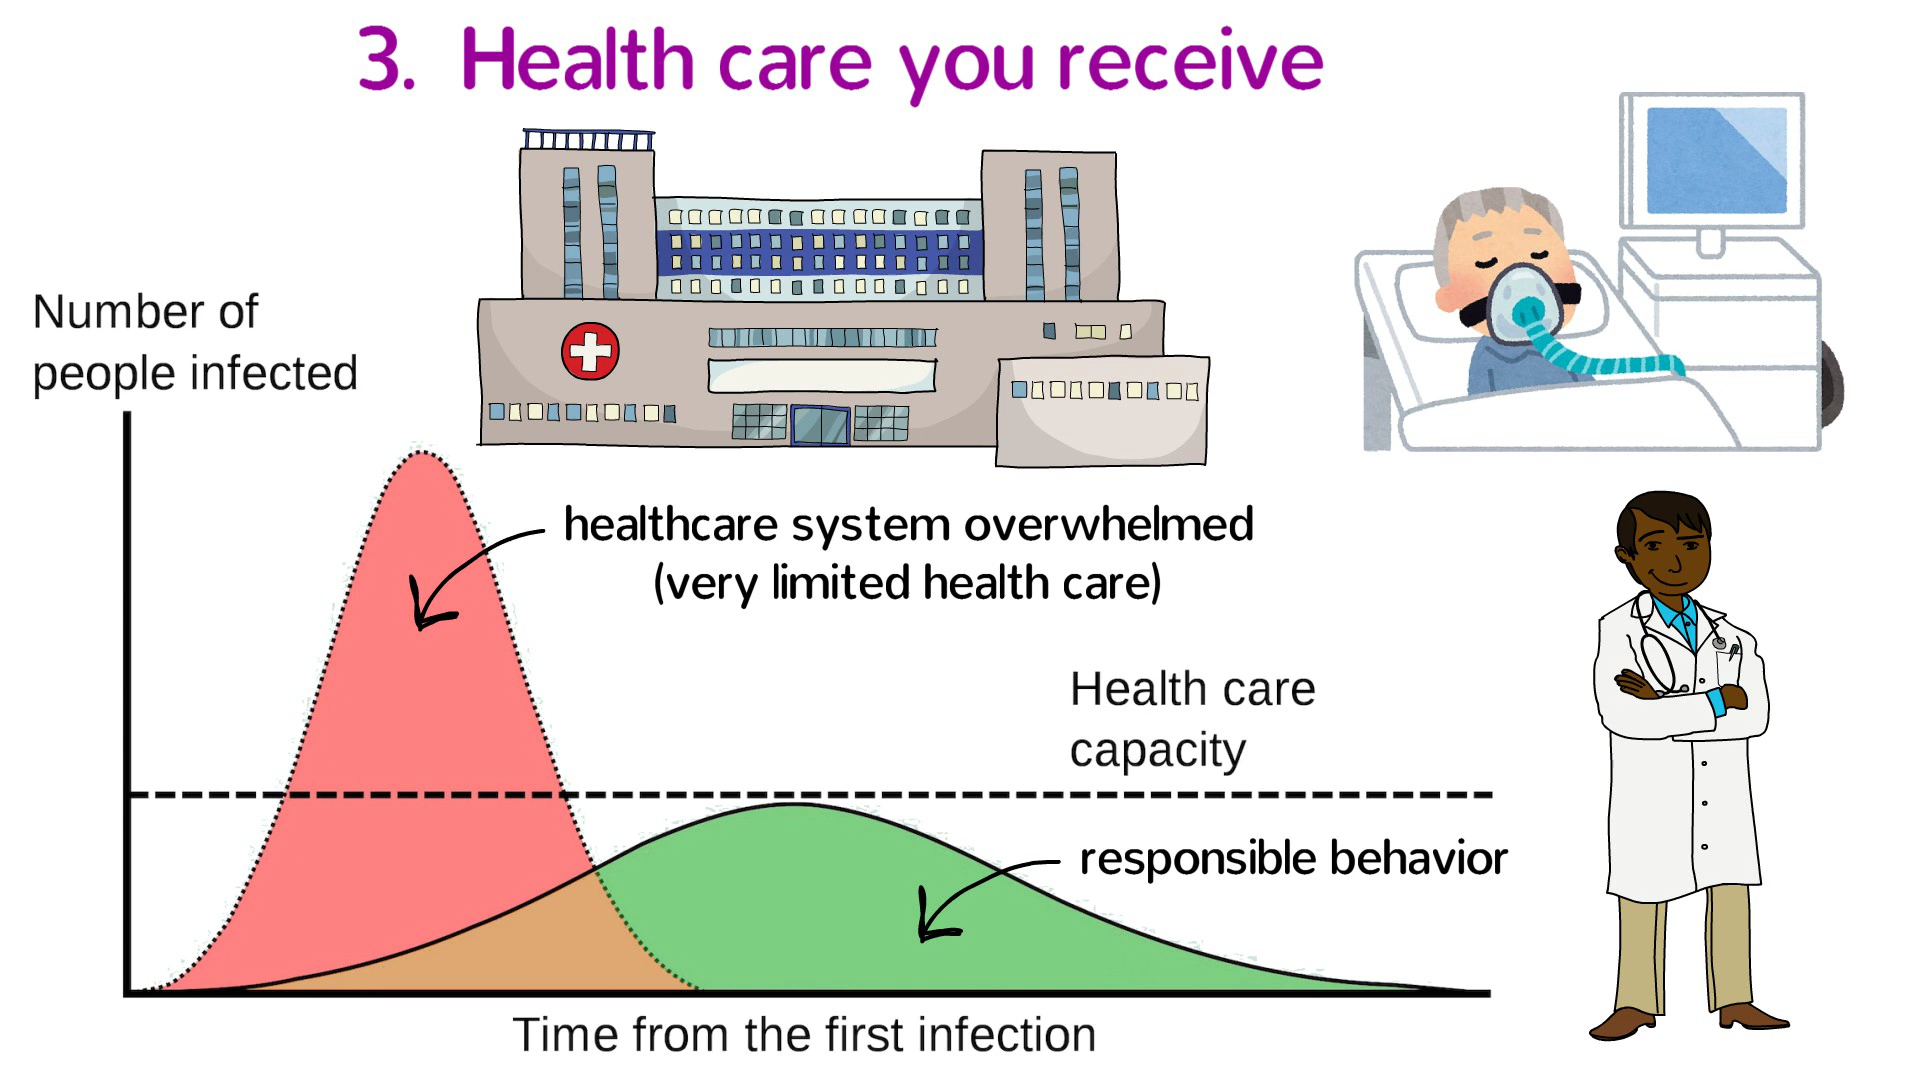 3. Health care you receive
Number of
people infected
healthcare system overwhelmed
(very limited health care)
Health care
capacity
responsible behavior
Time from the first infection